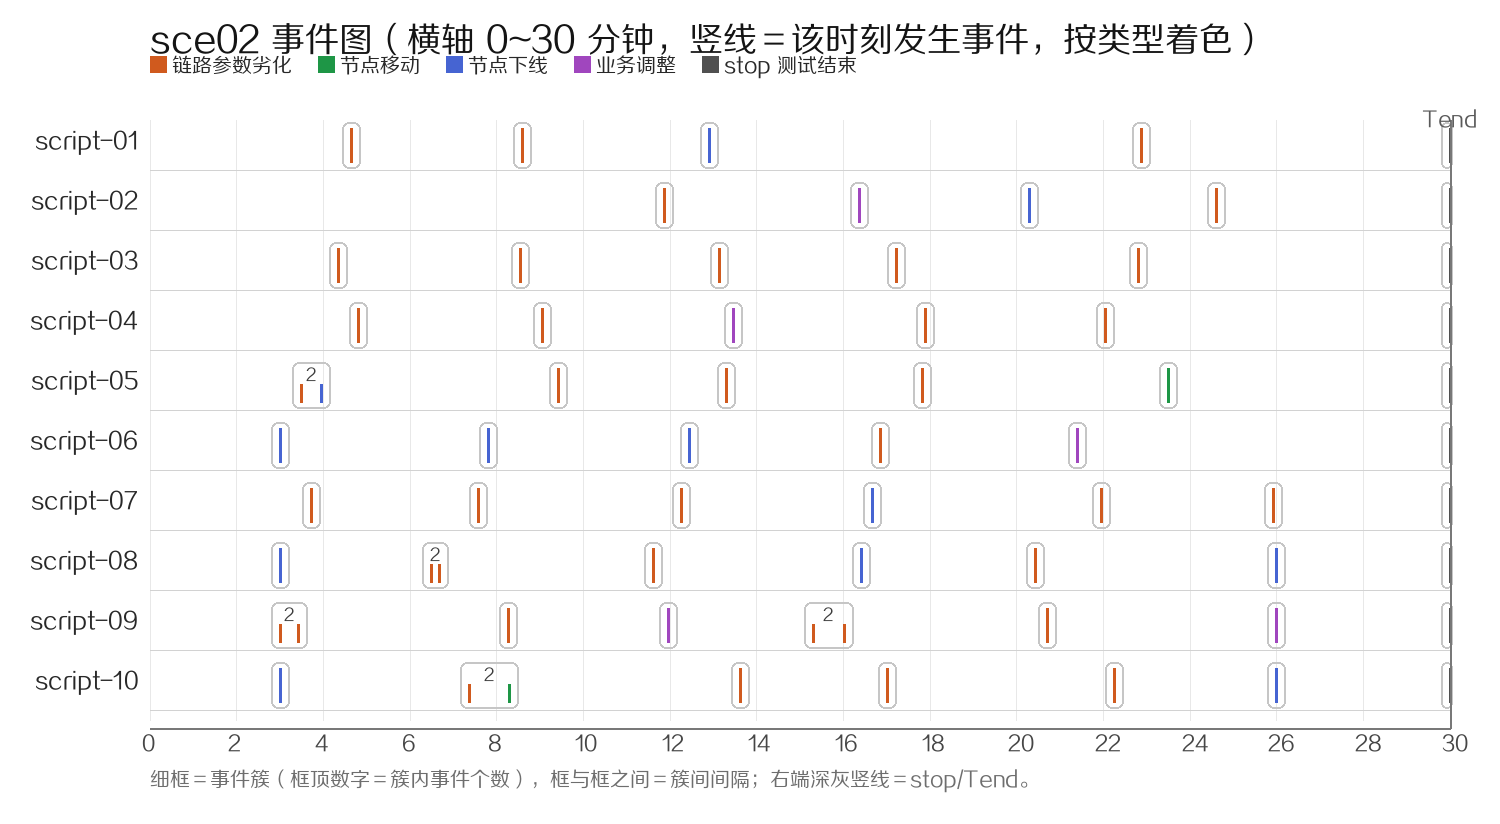 sce02 事件图（横轴 0~30 分钟，竖线＝该时刻发生事件，按类型着色）
链路参数劣化 节点移动 节点下线 业务调整 stop 测试结束
Tend
script-01
script-02
script-03
script-04
script-05 2
script-06
script-07
script-08 2
script-09 2 2
script-10 2
0 2 4 6 8 10 12 14 16 18 20 22 24 26 28 30
细框＝事件簇（框顶数字＝簇内事件个数），框与框之间＝簇间间隔；右端深灰竖线＝stop/Tend。